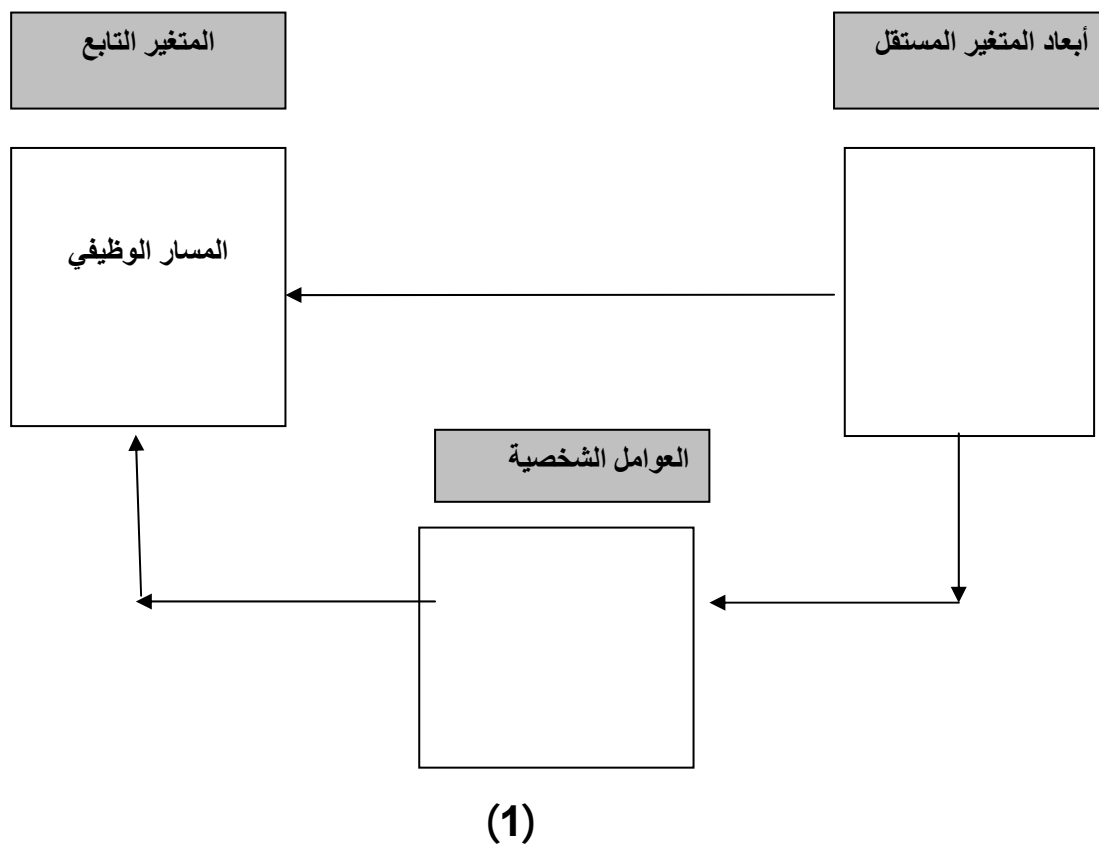 أبعاد المتغير المستقل
المتغير التابع
المسار الوظيفي
العوامل الشخصية
(1)